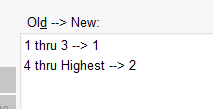 Old --> New:
1 thru 3 --> 1
4 thru Highest --> 2